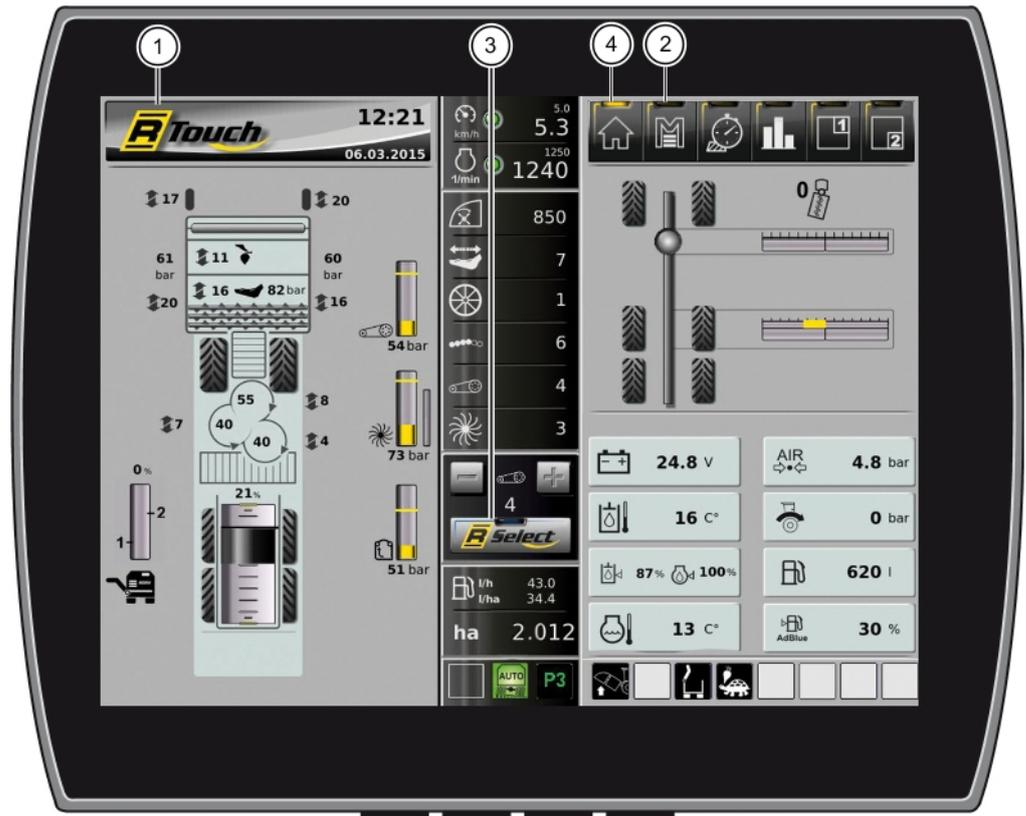 1
3
4
2
R Touch
12:21
06.03.2015
km/h
5.0
5.3
1/min
1250
1240
1
2
17
20
61
bar
60
bar
11
16
82 bar
20
16
54 bar
55
40
40
8
7
4
73 bar
0 %
2
1
21%
51 bar
850
7
1
6
4
3
4
R Select
l/h
43.0
l/ha
34.4
ha
2.012
AUTO
P3
0
24.8 V
AIR
4.8 bar
16 C°
0 bar
87%
100%
620 l
13 C°
AdBlue
30 %